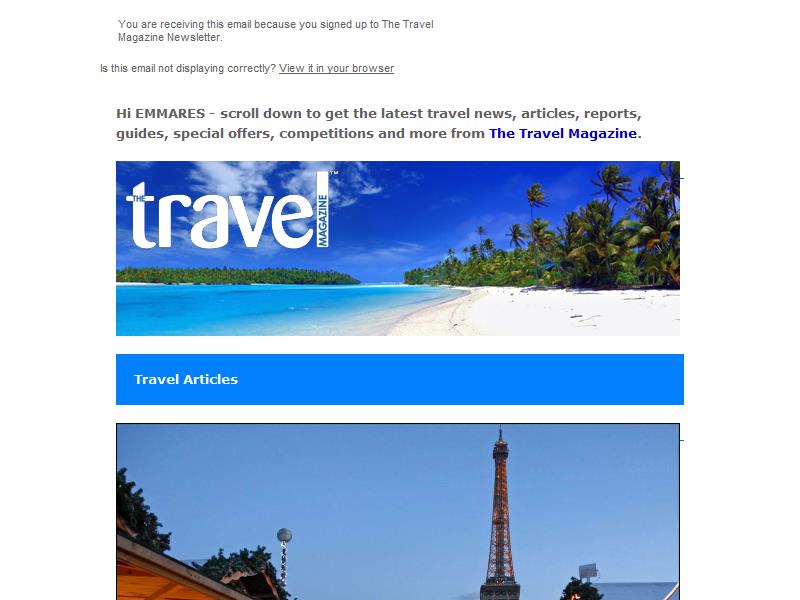 You are receiving this email because you signed up to The Travel
Magazine Newsletter.
Is this email not displaying correctly? View it in your browser
Hi EMMARES - scroll down to get the latest travel news, articles, reports,
guides, special offers, competitions and more from The Travel Magazine.
THE travel MAGAZINE™
Travel Articles